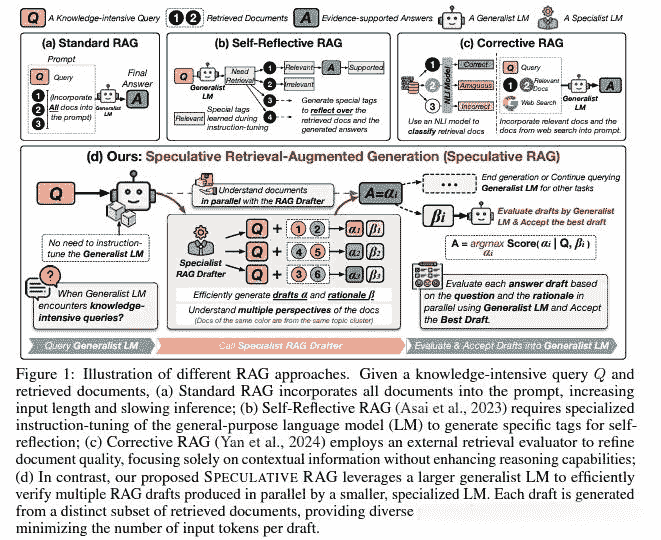 Q A Knowledge-intensive Query 1 2 Retrieved Documents A Evidence-supported Answers A Generalist LM A Specialist LM
(a) Standard RAG
Prompt
Q Query
1 (Incorporate
2 All docs into
3 the prompt)
Generalist LM
Final Answer
A
(b) Self-Reflective RAG
Q
Generalist LM
Need Retrieval
1 Relevant A Supported
2 Irrelevant
3
4
Relevant
Special tags learned during instruction-tuning
Generate special tags to reflect over the retrieved docs and the generated answers
(c) Corrective RAG
1 2 3
NLI Model
Correct
Amiguous
Incorrect
Use an NLI model to classify retrieval docs
Q Query
1 2 Relevant Docs
Web Search
Generalist LM
A
Incorporate relevant docs and the docs from web search into prompt.
(d) Ours: Speculative Retrieval-Augmented Generation (Speculative RAG)
Q
No need to instruction-
tune the Generalist LM
When Generalist LM
encounters knowledge-
intensive queries?
Understand documents
in parallel with the RAG Drafter
Specialist
RAG Drafter
Q + 1 2 α1 β1
Q + 4 5 α2 β2
Q + 3 6 α3 β3
Efficiently generate drafts α and rationale β
Understand multiple perspectives of the docs
(Docs of the same color are from the same topic cluster)
A=αi
...
End generation or Continue querying
Generalist LM for other tasks
βi
Evaluate drafts by Generalist
LM & Accept the best draft
A = argmax Score(αi | Q, βi)
αi
Evaluate each answer draft based
on the question and the rationale in
parallel using Generalist LM and Accept
the Best Draft.
Query Generalist LM
Call Specialist RAG Drafter
Evaluate & Accept Drafts into Generalist LM
Figure 1: Illustration of different RAG approaches. Given a knowledge-intensive query Q and
retrieved documents, (a) Standard RAG incorporates all documents into the prompt, increasing
input length and slowing inference; (b) Self-Reflective RAG (Asai et al., 2023) requires specialized
instruction-tuning of the general-purpose language model (LM) to generate specific tags for self-
reflection; (c) Corrective RAG (Yan et al., 2024) employs an external retrieval evaluator to refine
document quality, focusing solely on contextual information without enhancing reasoning capabilities;
(d) In contrast, our proposed SPECULATIVE RAG leverages a larger generalist LM to efficiently
verify multiple RAG drafts produced in parallel by a smaller, specialized LM. Each draft is generated
from a distinct subset of retrieved documents, providing diverse
minimizing the number of input tokens per draft.